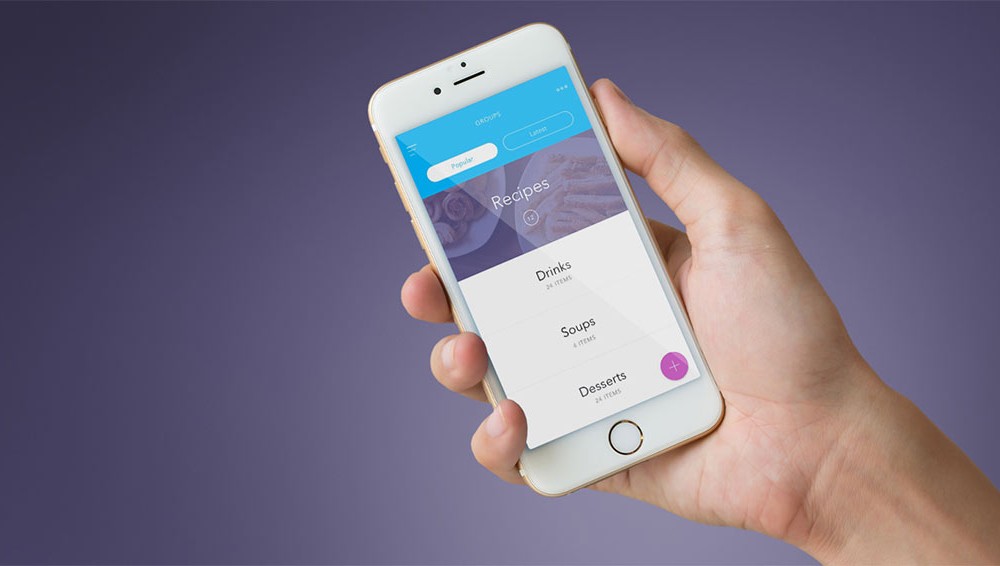 GROUPS
Popular
Latest
Recipes
12
Drinks
24 ITEMS
Soups
6 ITEMS
Desserts
24 ITEMS